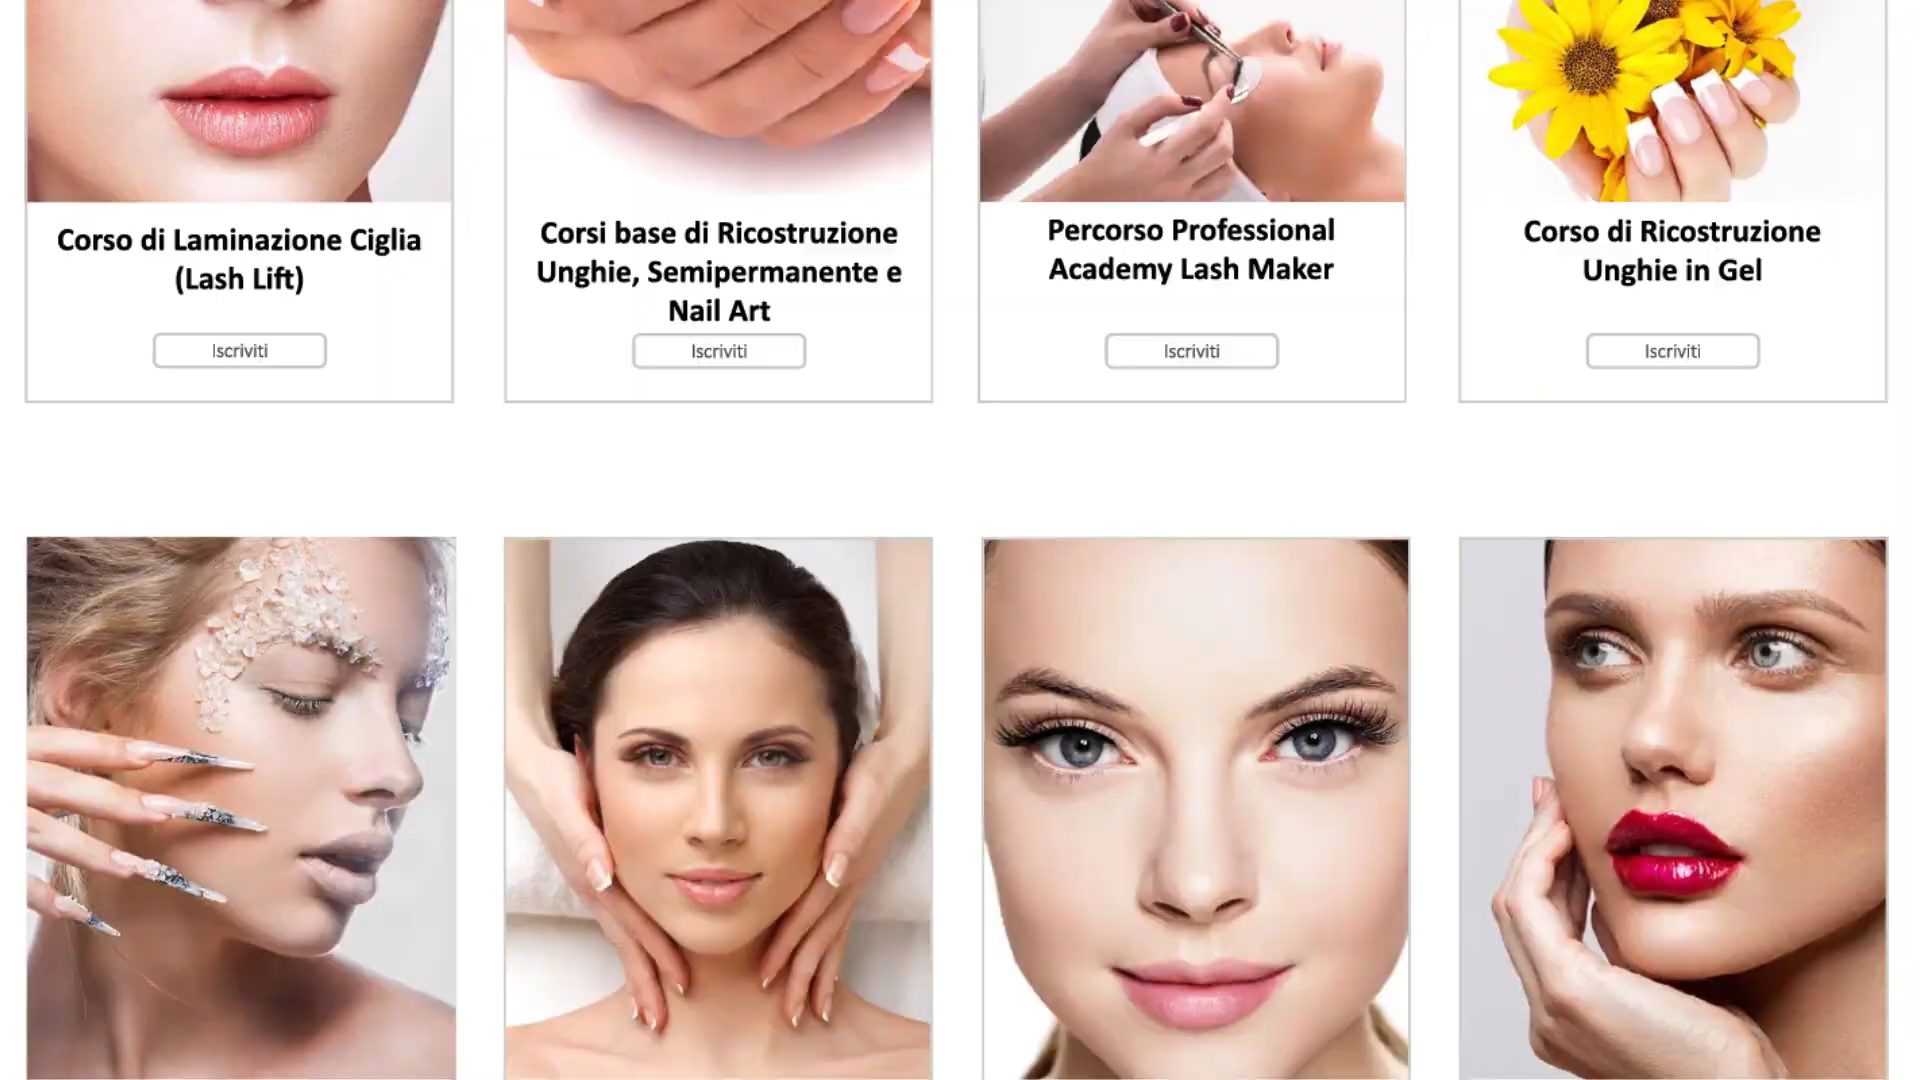 Corso di Laminazione Ciglia
(Lash Lift)
Iscriviti
Corsi base di Ricostruzione
Unghie, Semipermanente e
Nail Art
Iscriviti
Percorso Professional
Academy Lash Maker
Iscriviti
Corso di Ricostruzione
Unghie in Gel
Iscriviti